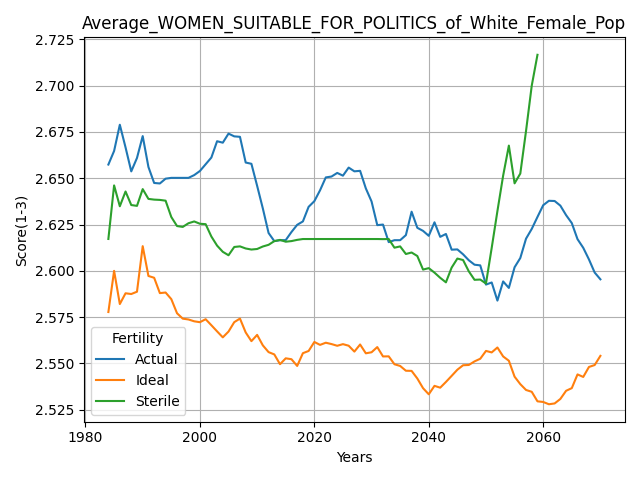 Average_WOMEN_SUITABLE_FOR_POLITICS_of_White_Female_Pop
2.725
2.700
2.675
2.650
2.625
2.600
2.575
2.550
2.525
Score(1-3)
Fertility
Actual
Ideal
Sterile
1980
2000
2020
2040
2060
Years